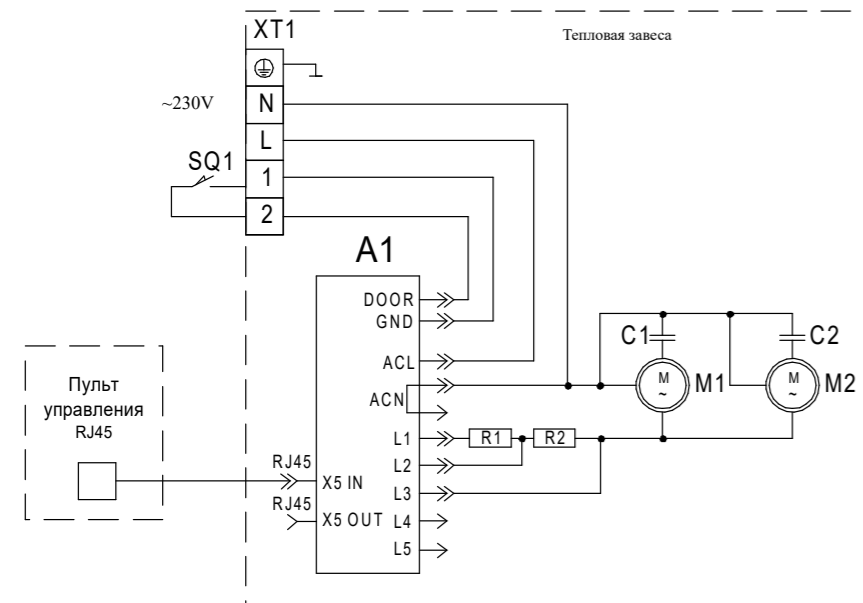 XT1
Тепловая завеса
~230V
N
L
SQ1
1
2
A1
DOOR
GND
ACL
ACN
C1
C2
M
~
M1
M
~
M2
Пульт
управления
RJ45
L1
R1
R2
L2
RJ45
X5 IN
L3
RJ45
X5 OUT
L4
L5